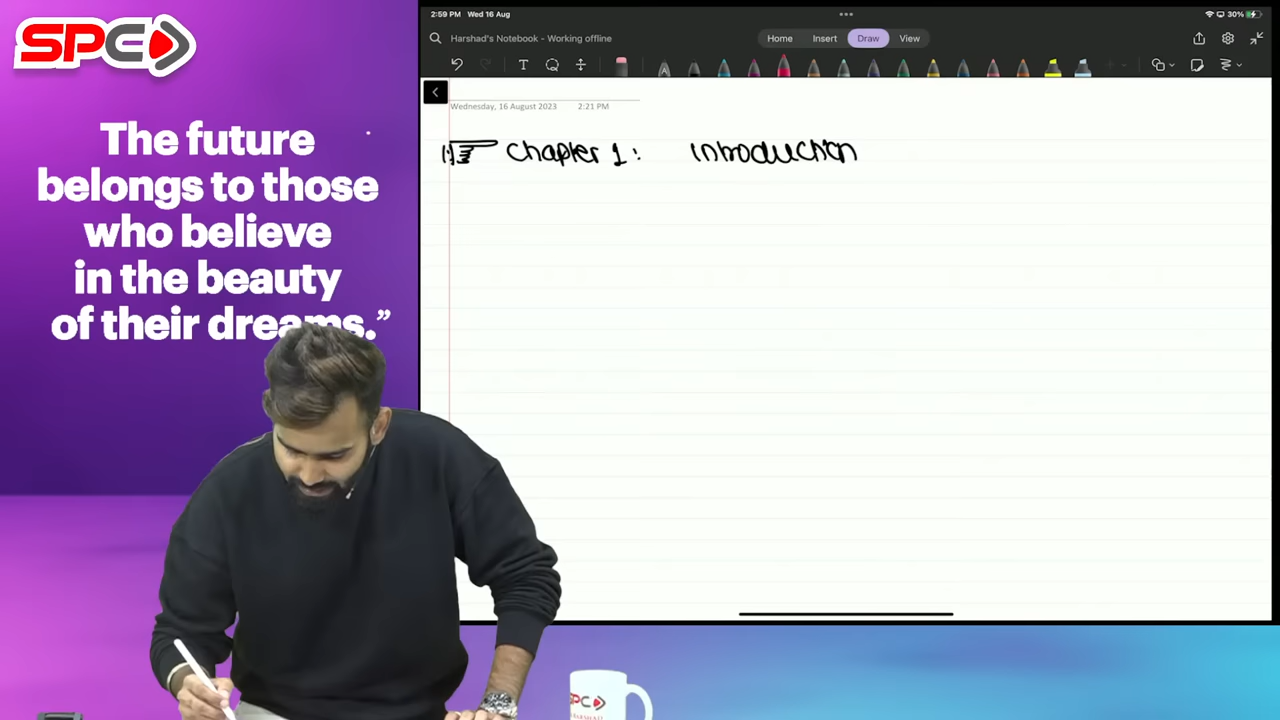 SPC
The future
belongs to those
who believe
in the beauty
of their dreams.”
2:59 PM Wed 16 Aug
30%
Harshad's Notebook - Working offline
Home Insert Draw View
Wednesday, 16 August 2023 2:21 PM
Chapter 1: Introduction
SPC